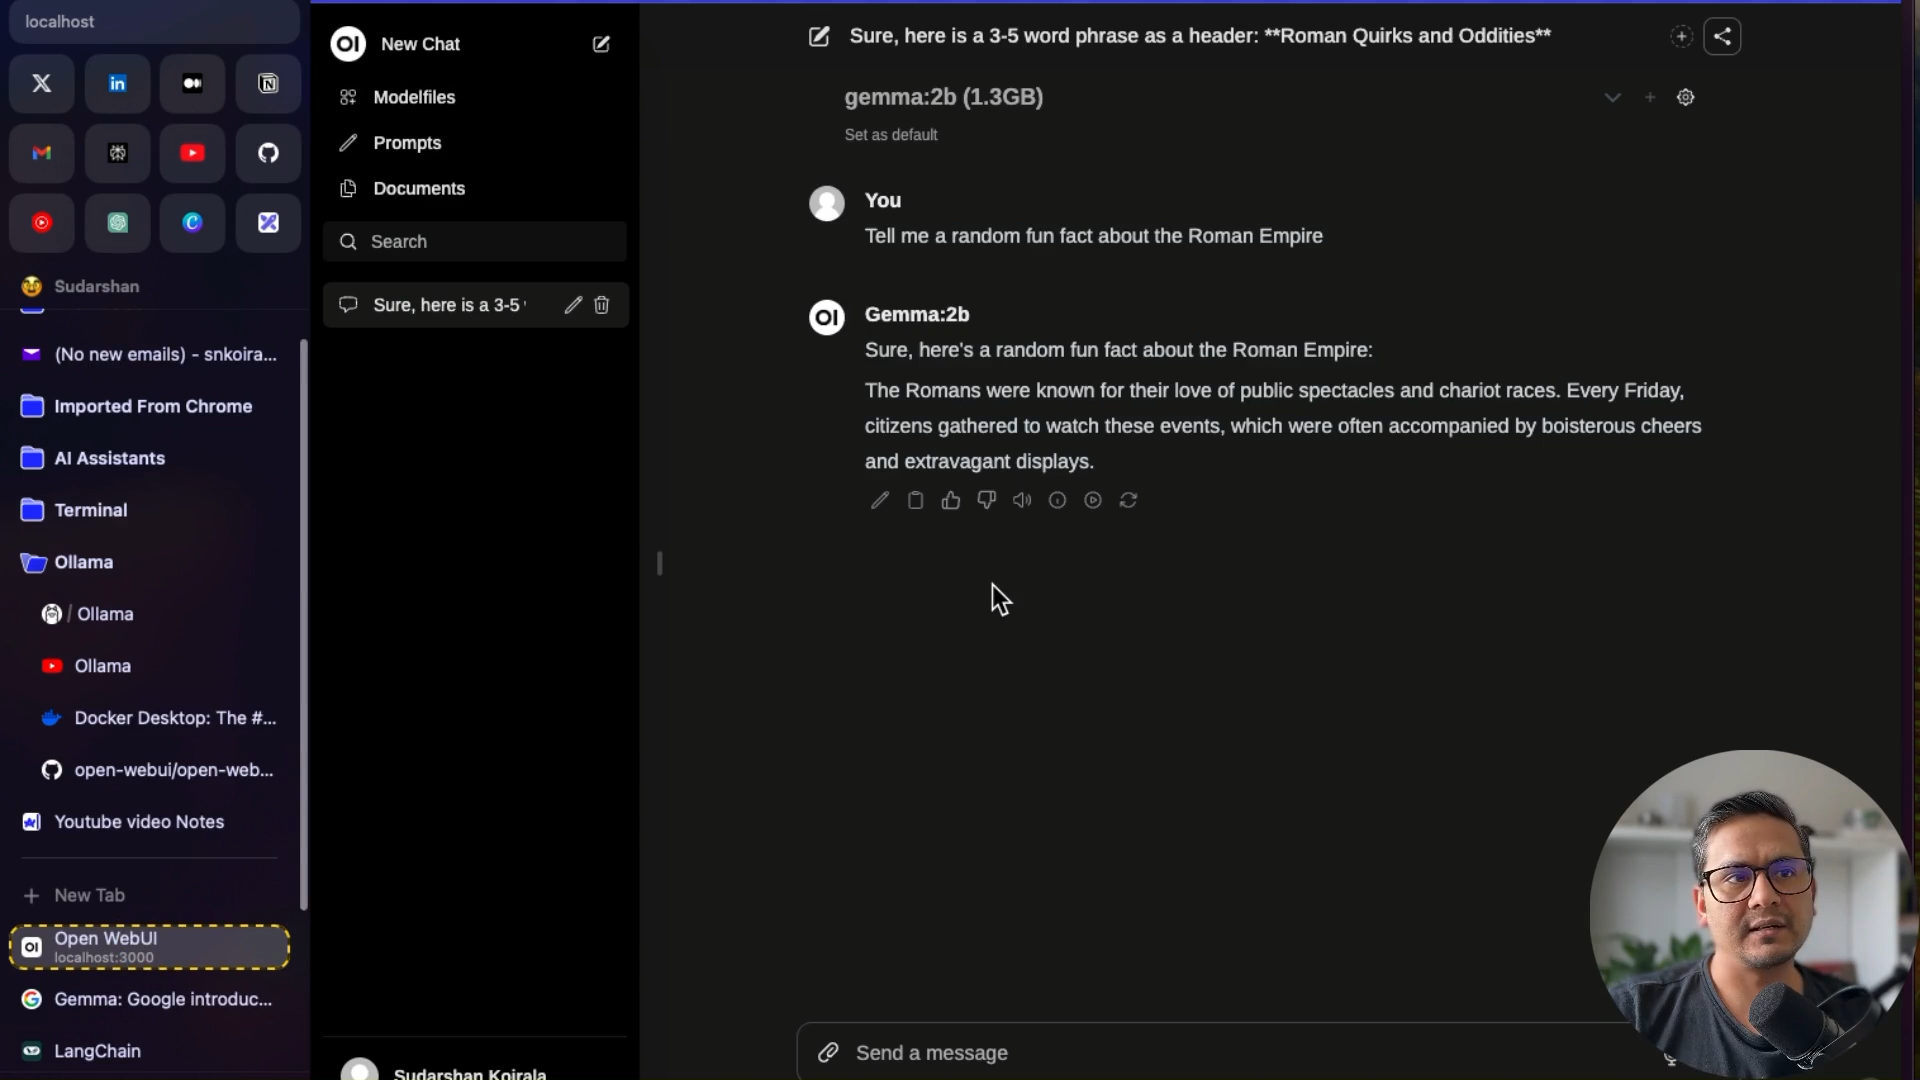 localhost
Sudarshan
(No new emails) - snkoira...
Imported From Chrome
AI Assistants
Terminal
Ollama
/ Ollama
Ollama
Docker Desktop: The #...
open-webui/open-web...
Youtube video Notes
New Tab
Open WebUI
localhost:3000
Gemma: Google introduc...
LangChain
OI New Chat
Modelfiles
Prompts
Documents
Search
Sure, here is a 3-5
Sudarshan Koirala
Sure, here is a 3-5 word phrase as a header: **Roman Quirks and Oddities**
gemma:2b (1.3GB)
Set as default
You
Tell me a random fun fact about the Roman Empire
OI Gemma:2b
Sure, here's a random fun fact about the Roman Empire:
The Romans were known for their love of public spectacles and chariot races. Every Friday,
citizens gathered to watch these events, which were often accompanied by boisterous cheers
and extravagant displays.
Send a message